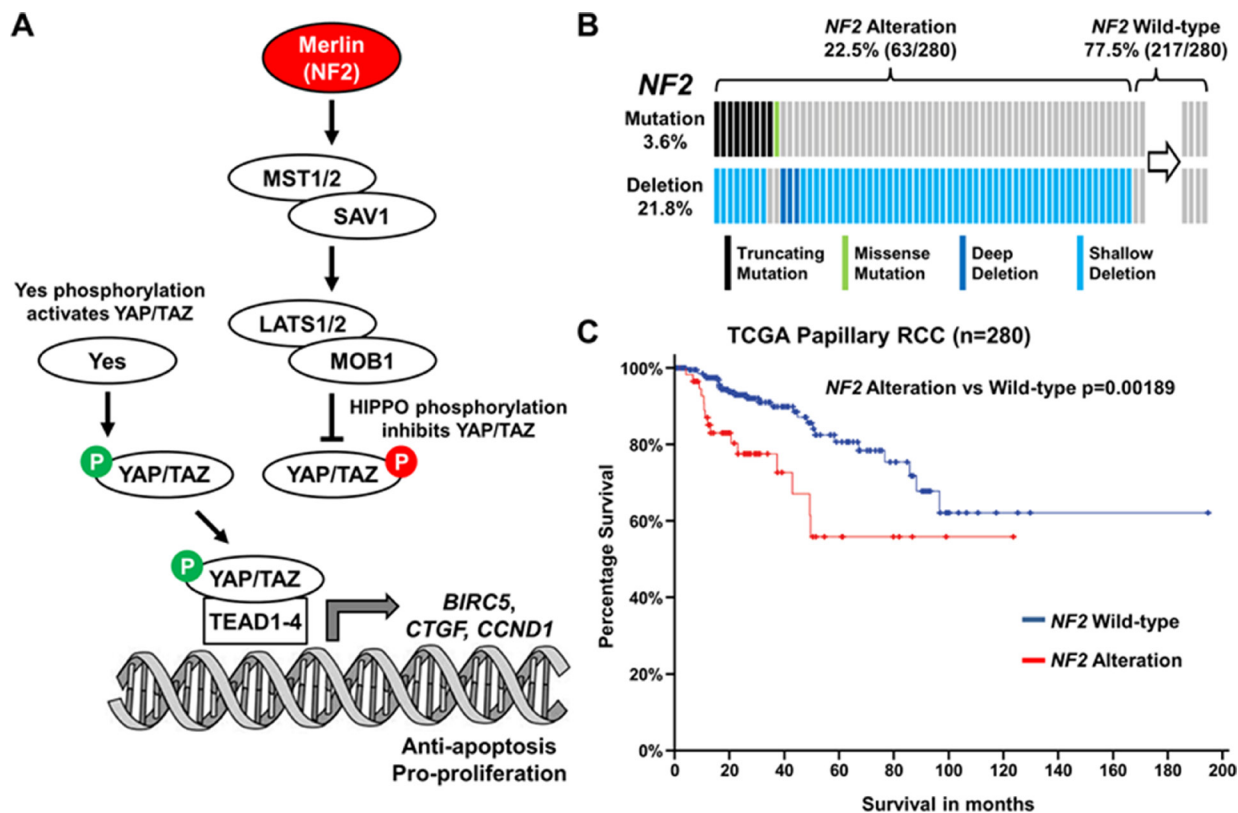 A
Merlin
(NF2)
MST1/2
SAV1
Yes phosphorylation
activates YAP/TAZ
LATS1/2
Yes
MOB1
HIPPO phosphorylation
inhibits YAP/TAZ
P
YAP/TAZ
YAP/TAZ
P
P
YAP/TAZ
TEAD1-4
BIRC5,
CTGF, CCND1
Anti-apoptosis
Pro-proliferation
B
NF2 Alteration
22.5% (63/280)
NF2 Wild-type
77.5% (217/280)
NF2
Mutation
3.6%
Deletion
21.8%
Truncating
Mutation
Missense
Mutation
Deep
Deletion
Shallow
Deletion
C
TCGA Papillary RCC (n=280)
NF2 Alteration vs Wild-type p=0.00189
Percentage Survival
100%
80%
60%
40%
20%
0%
NF2 Wild-type
NF2 Alteration
0 20 40 60 80 100 120 140 160 180 200
Survival in months